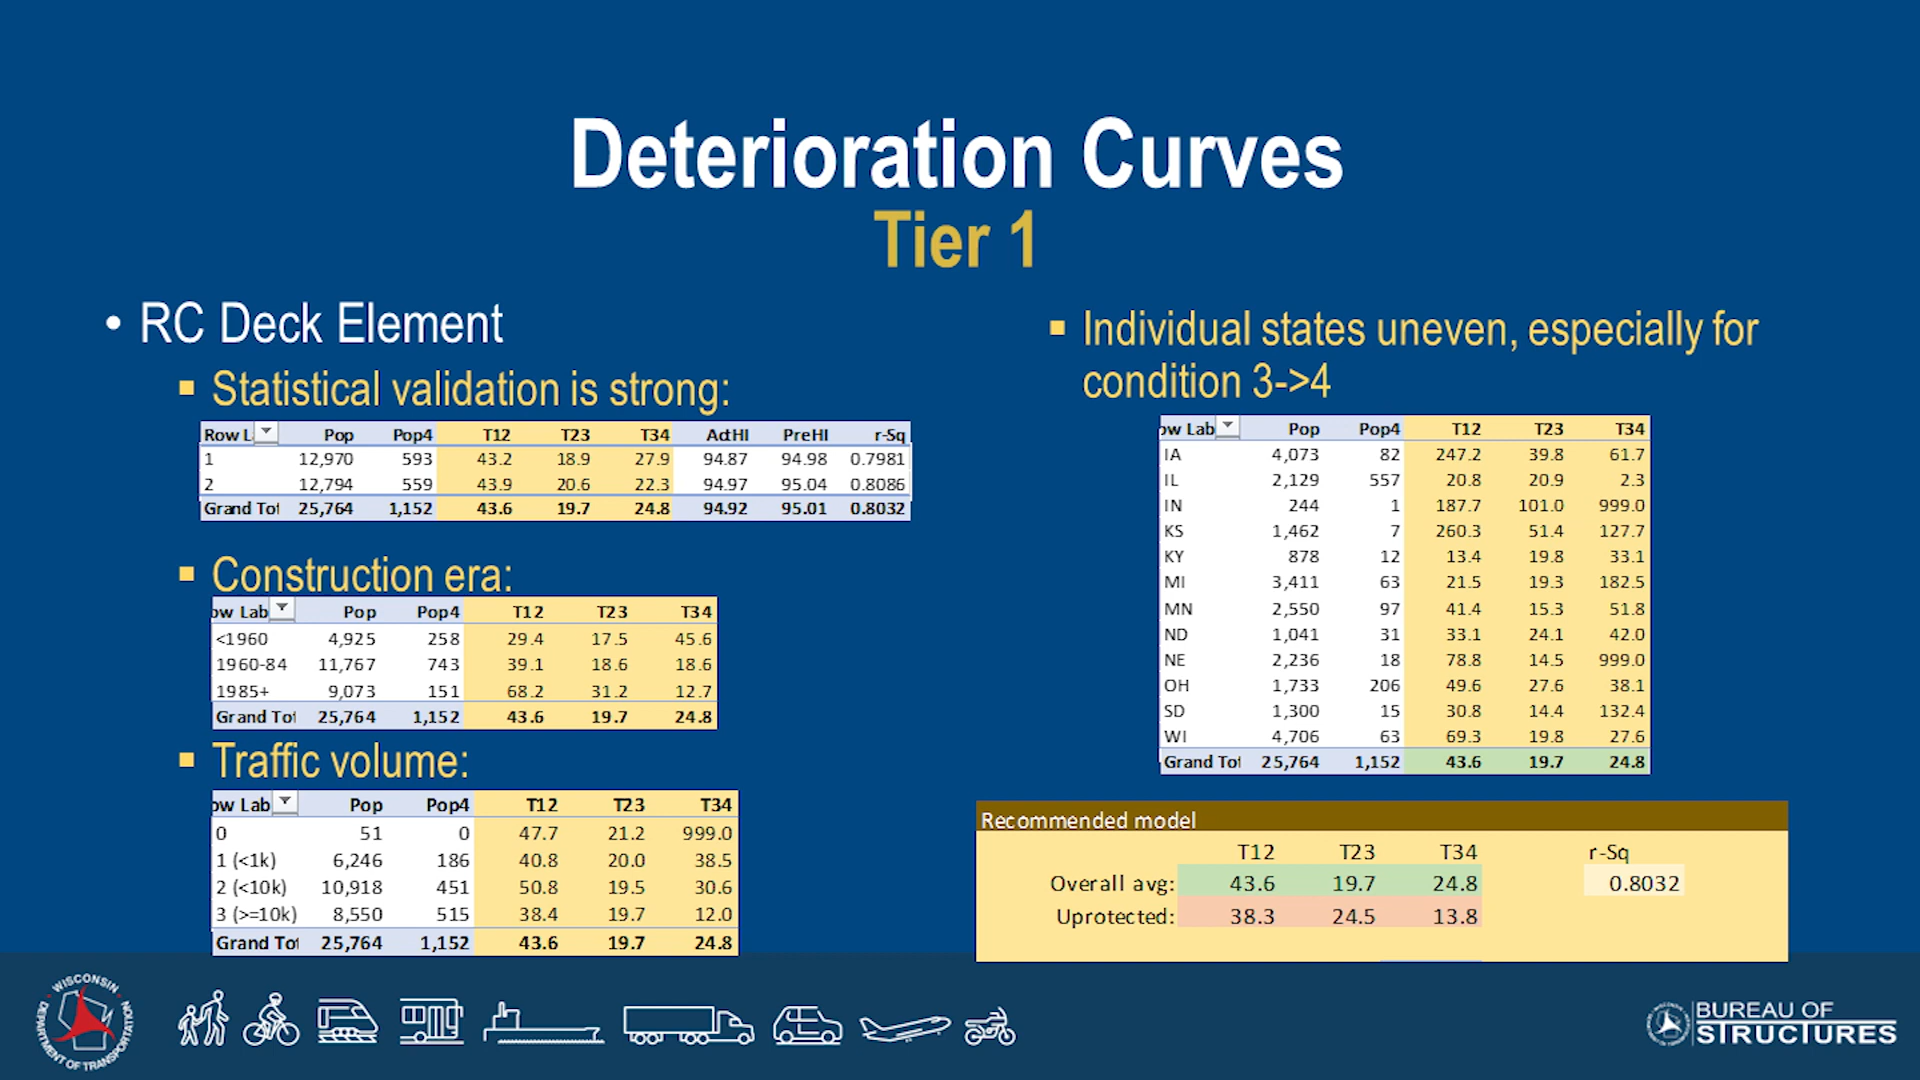 Deterioration Curves
Tier 1
• RC Deck Element
▪ Statistical validation is strong:
Row L Pop Pop4 T12 T23 T34 ActHI PreHI r-Sq
1 12,970 593 43.2 18.9 27.9 94.87 94.98 0.7981
2 12,794 559 43.9 20.6 22.3 94.97 95.04 0.8086
Grand Tot 25,764 1,152 43.6 19.7 24.8 94.92 95.01 0.8032
▪ Construction era:
ow Lab Pop Pop4 T12 T23 T34
<1960 4,925 258 29.4 17.5 45.6
1960-84 11,767 743 39.1 18.6 18.6
1985+ 9,073 151 68.2 31.2 12.7
Grand Tot 25,764 1,152 43.6 19.7 24.8
▪ Traffic volume:
ow Lab Pop Pop4 T12 T23 T34
0 51 0 47.7 21.2 999.0
1 (<1k) 6,246 186 40.8 20.0 38.5
2 (<10k) 10,918 451 50.8 19.5 30.6
3 (>=10k) 8,550 515 38.4 19.7 12.0
Grand Tot 25,764 1,152 43.6 19.7 24.8
▪ Individual states uneven, especially for
condition 3->4
ow Lab Pop Pop4 T12 T23 T34
IA 4,073 82 247.2 39.8 61.7
IL 2,129 557 20.8 20.9 2.3
IN 244 1 187.7 101.0 999.0
KS 1,462 7 260.3 51.4 127.7
KY 878 12 13.4 19.8 33.1
MI 3,411 63 21.5 19.3 182.5
MN 2,550 97 41.4 15.3 51.8
ND 1,041 31 33.1 24.1 42.0
NE 2,236 18 78.8 14.5 999.0
OH 1,733 206 49.6 27.6 38.1
SD 1,300 15 30.8 14.4 132.4
WI 4,706 63 69.3 19.8 27.6
Grand Tot 25,764 1,152 43.6 19.7 24.8
Recommended model
T12 T23 T34 r-Sq
Overall avg: 43.6 19.7 24.8 0.8032
Uprotected: 38.3 24.5 13.8
WISCONSIN
DEPARTMENT OF TRANSPORTATION
BUREAU OF
STRUCTURES